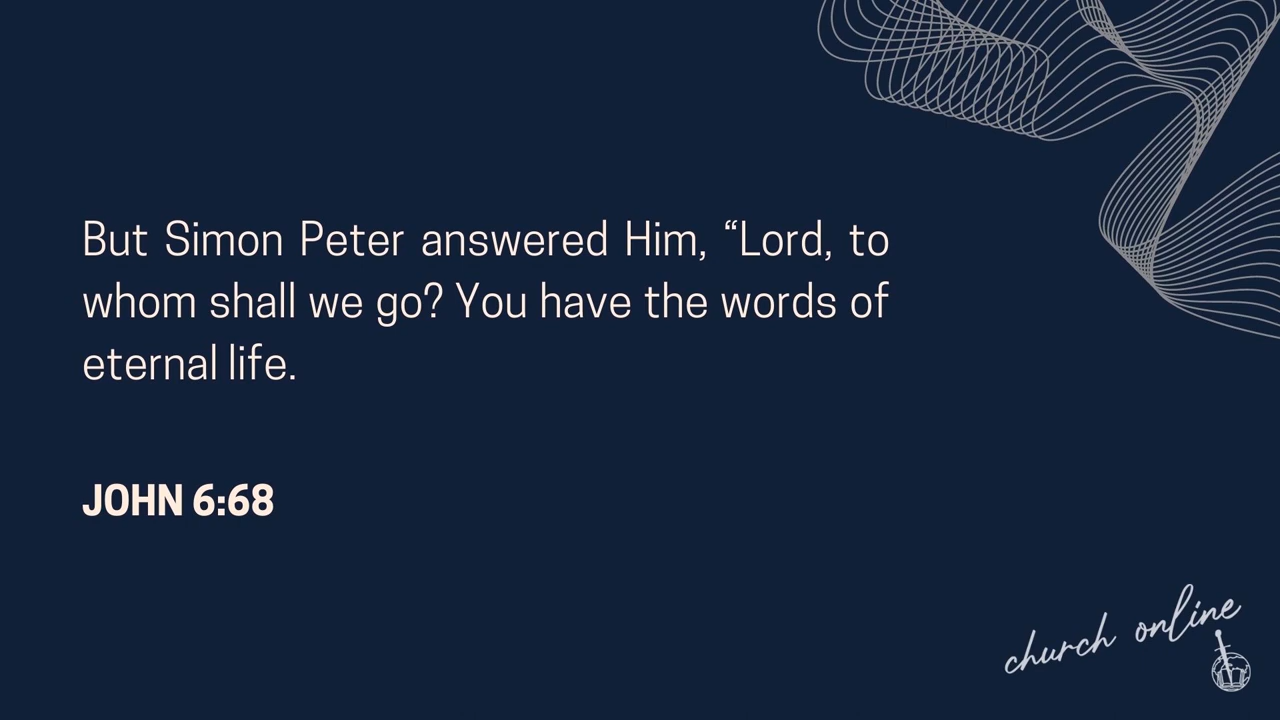 But Simon Peter answered Him, “Lord, to
whom shall we go? You have the words of
eternal life.
JOHN 6:68
church online